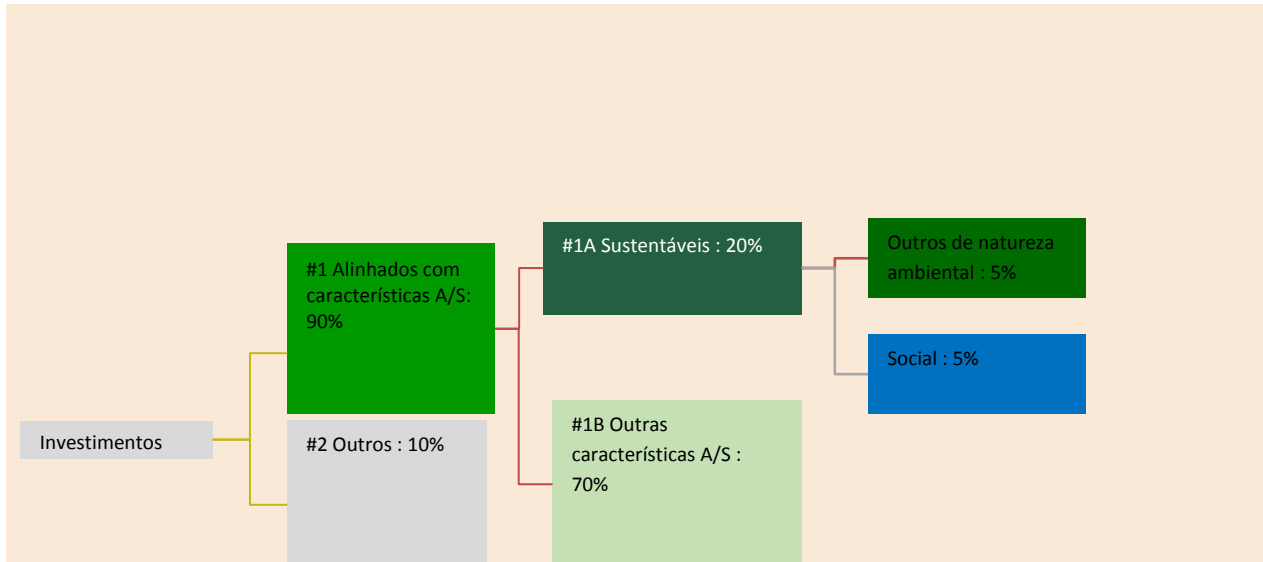 Investimentos
#1 Alinhados com
características A/S:
90%
#2 Outros : 10%
#1A Sustentáveis : 20%
#1B Outras
características A/S :
70%
Outros de natureza
ambiental : 5%
Social : 5%